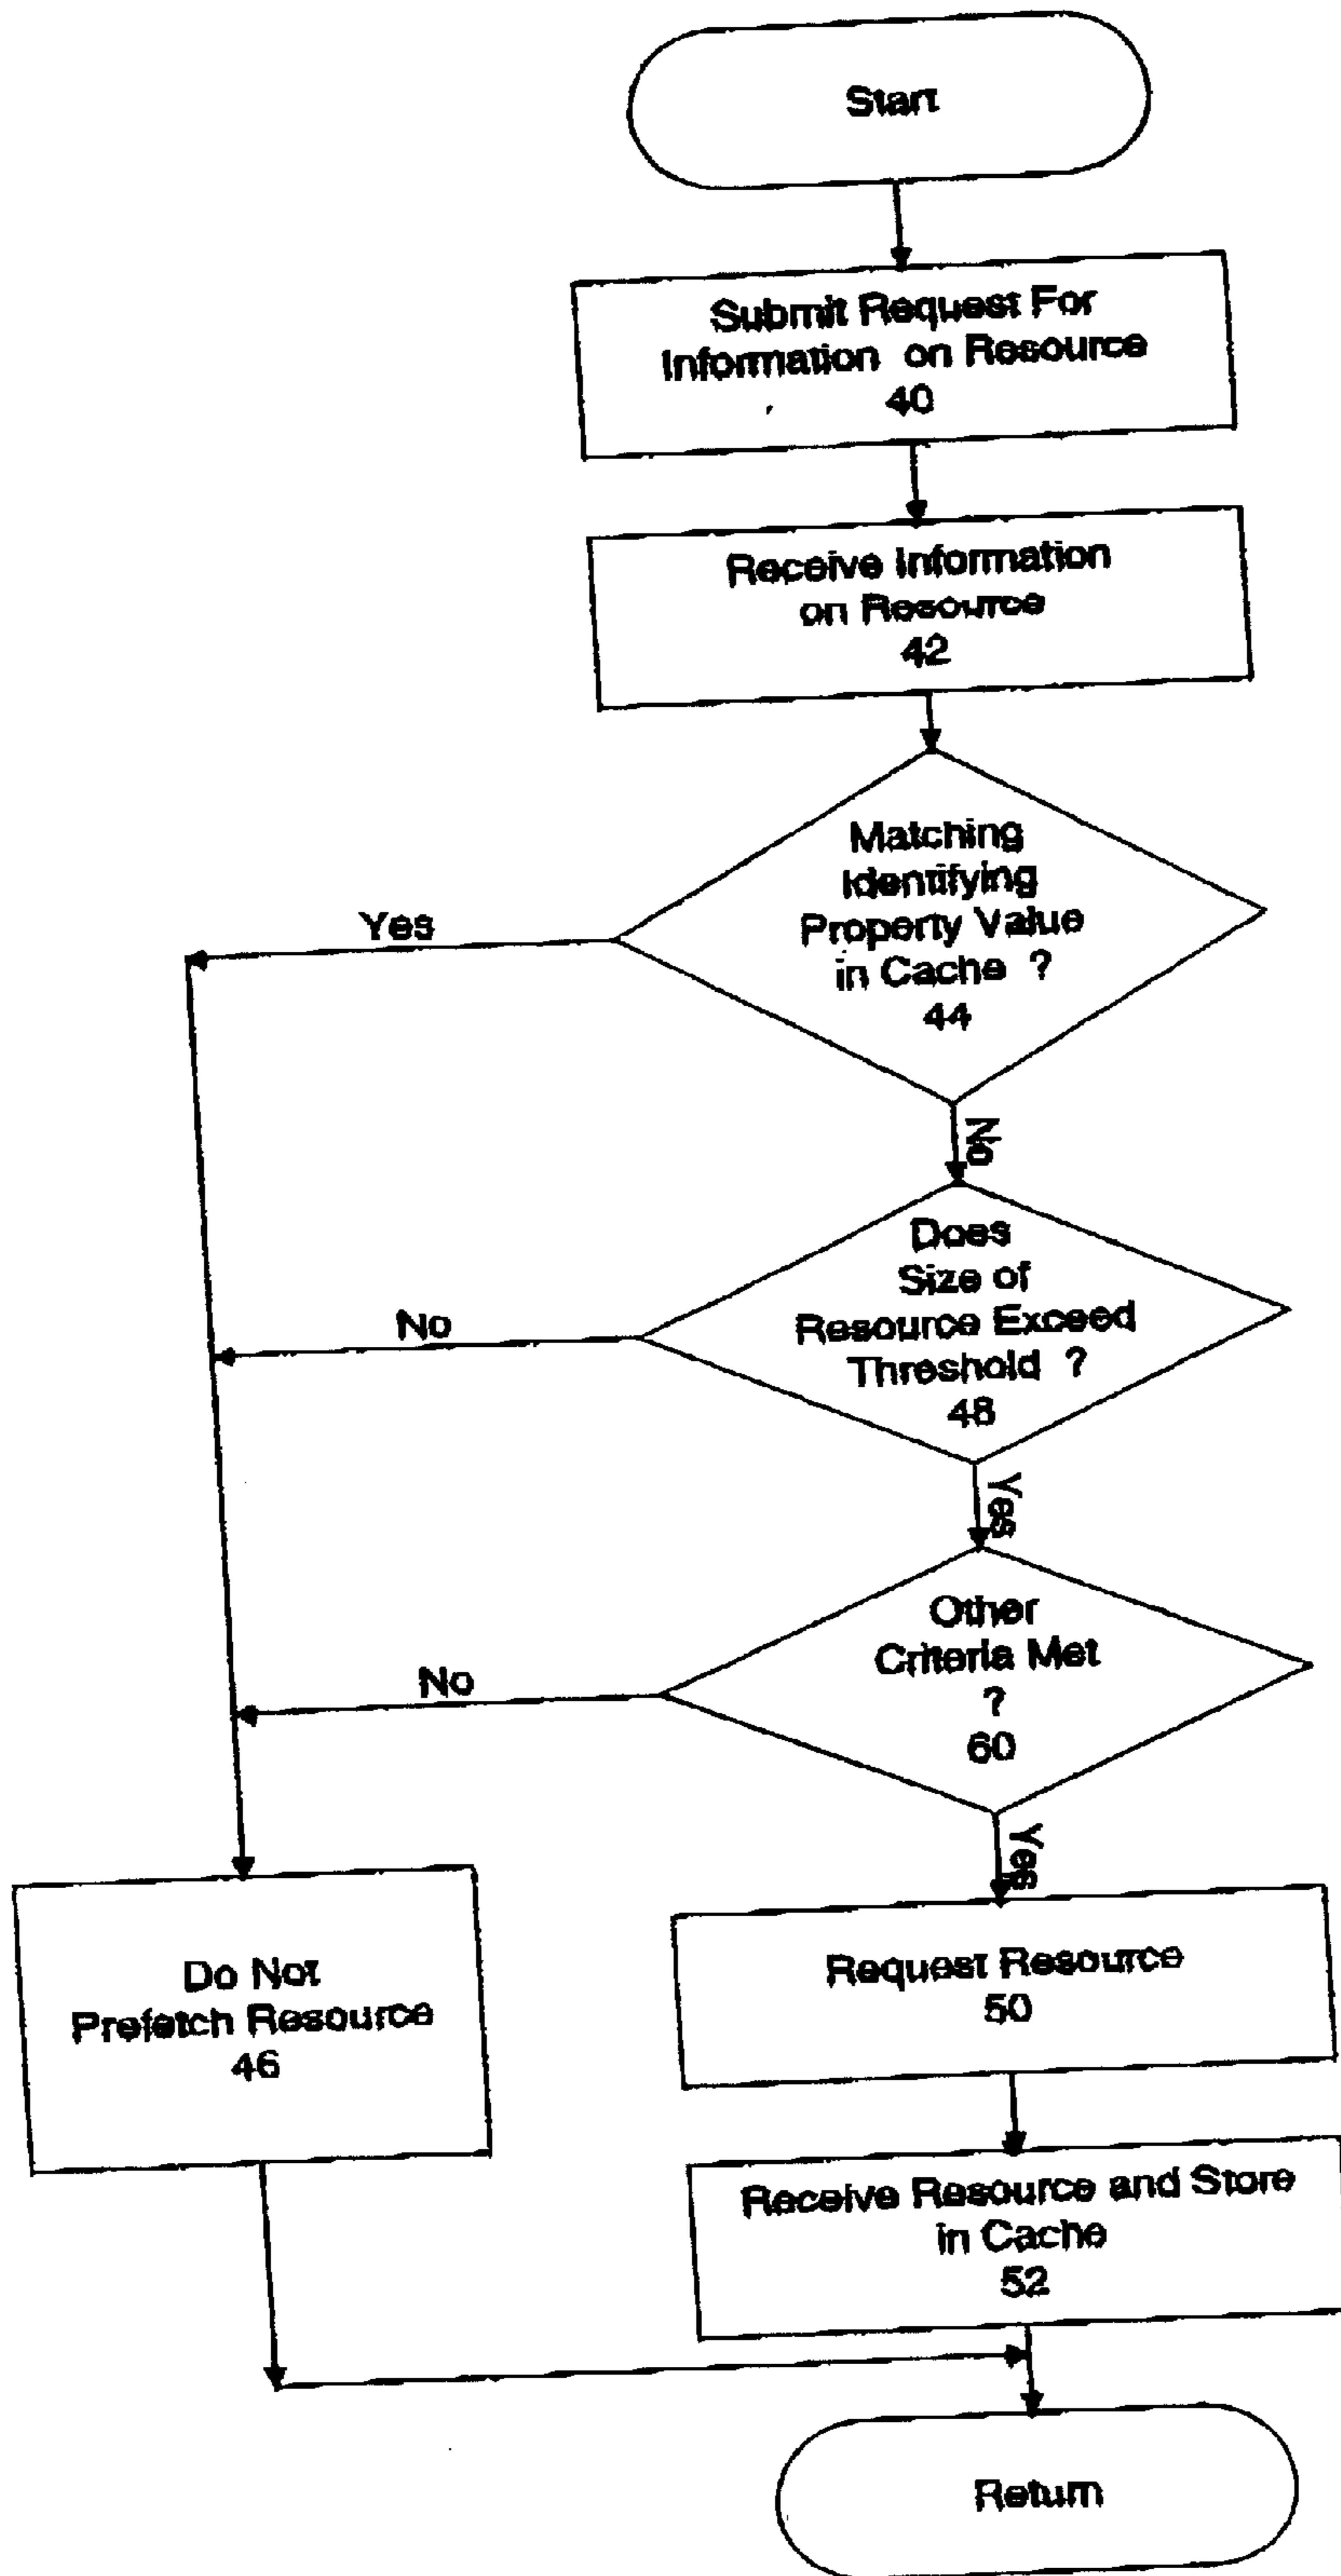 Start
Submit Request For
Information on Resource
40
Receive Information
on Resource
42
Matching
Identifying
Property Value
in Cache ?
44
Yes
No
Does
Size of
Resource Exceed
Threshold ?
48
No
Yes
Other
Criteria Met
?
60
No
Yes
Do Not
Prefetch Resource
46
Request Resource
50
Receive Resource and Store
in Cache
52
Return